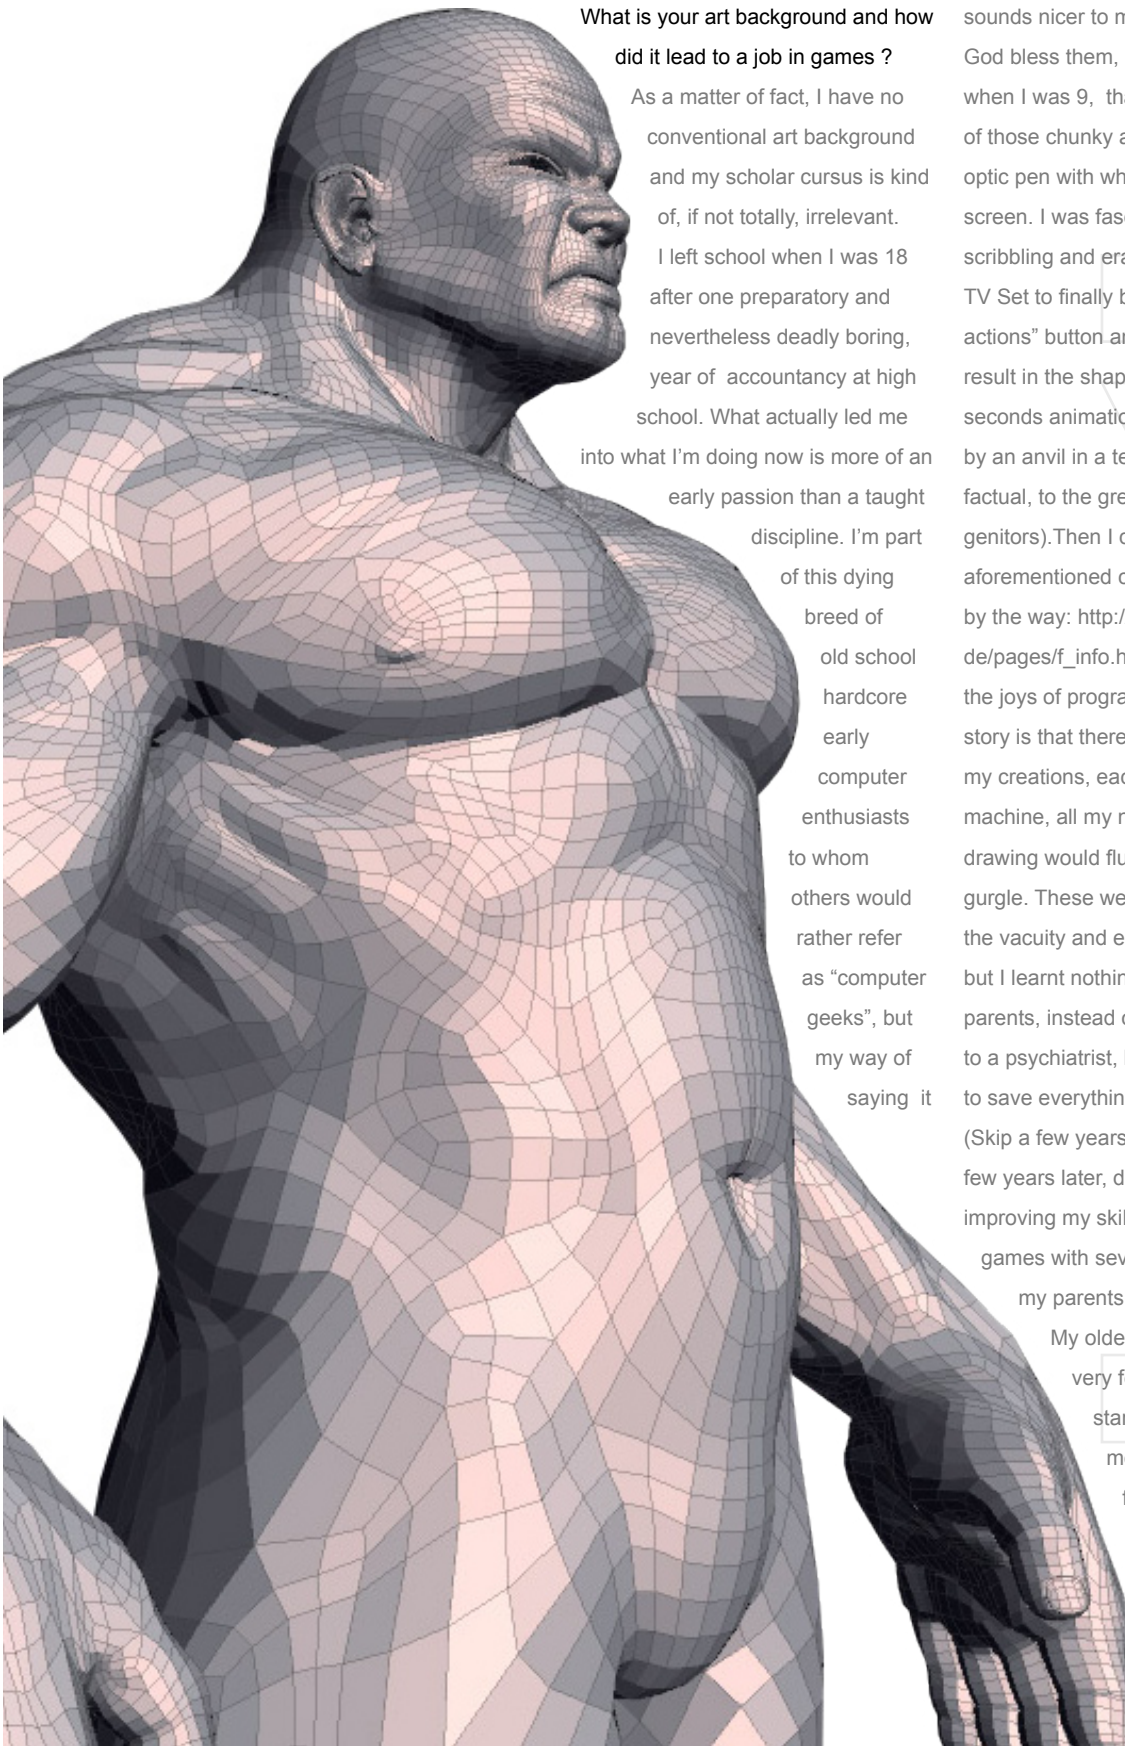 What is your art background and how
did it lead to a job in games ?
As a matter of fact, I have no
conventional art background
and my scholar cursus is kind
of, if not totally, irrelevant.
I left school when I was 18
after one preparatory and
nevertheless deadly boring,
year of  accountancy at high
school. What actually led me
into what I’m doing now is more of an
early passion than a taught
discipline. I’m part
of this dying
breed of
old school
hardcore
early
computer
enthusiasts
to whom
others would
rather refer
as “computer
geeks”, but
my way of
saying  it
sounds nicer to
God bless them,
when I was 9,
of those chunky
optic pen with
screen. I was
scribbling and
TV Set to finally
actions” button
result in the
seconds
by an anvil in a
factual, to the
genitors).Then I
aforementioned
by the way: http:/
de/pages/f_info.h
the joys of
story is that
my creations,
machine, all my
drawing would
gurgle. These
the vacuity and
but I learnt
parents, instead
to a psychiatrist,
to save
(Skip a few years
few years later,
improving my
games with
my parents
My
very